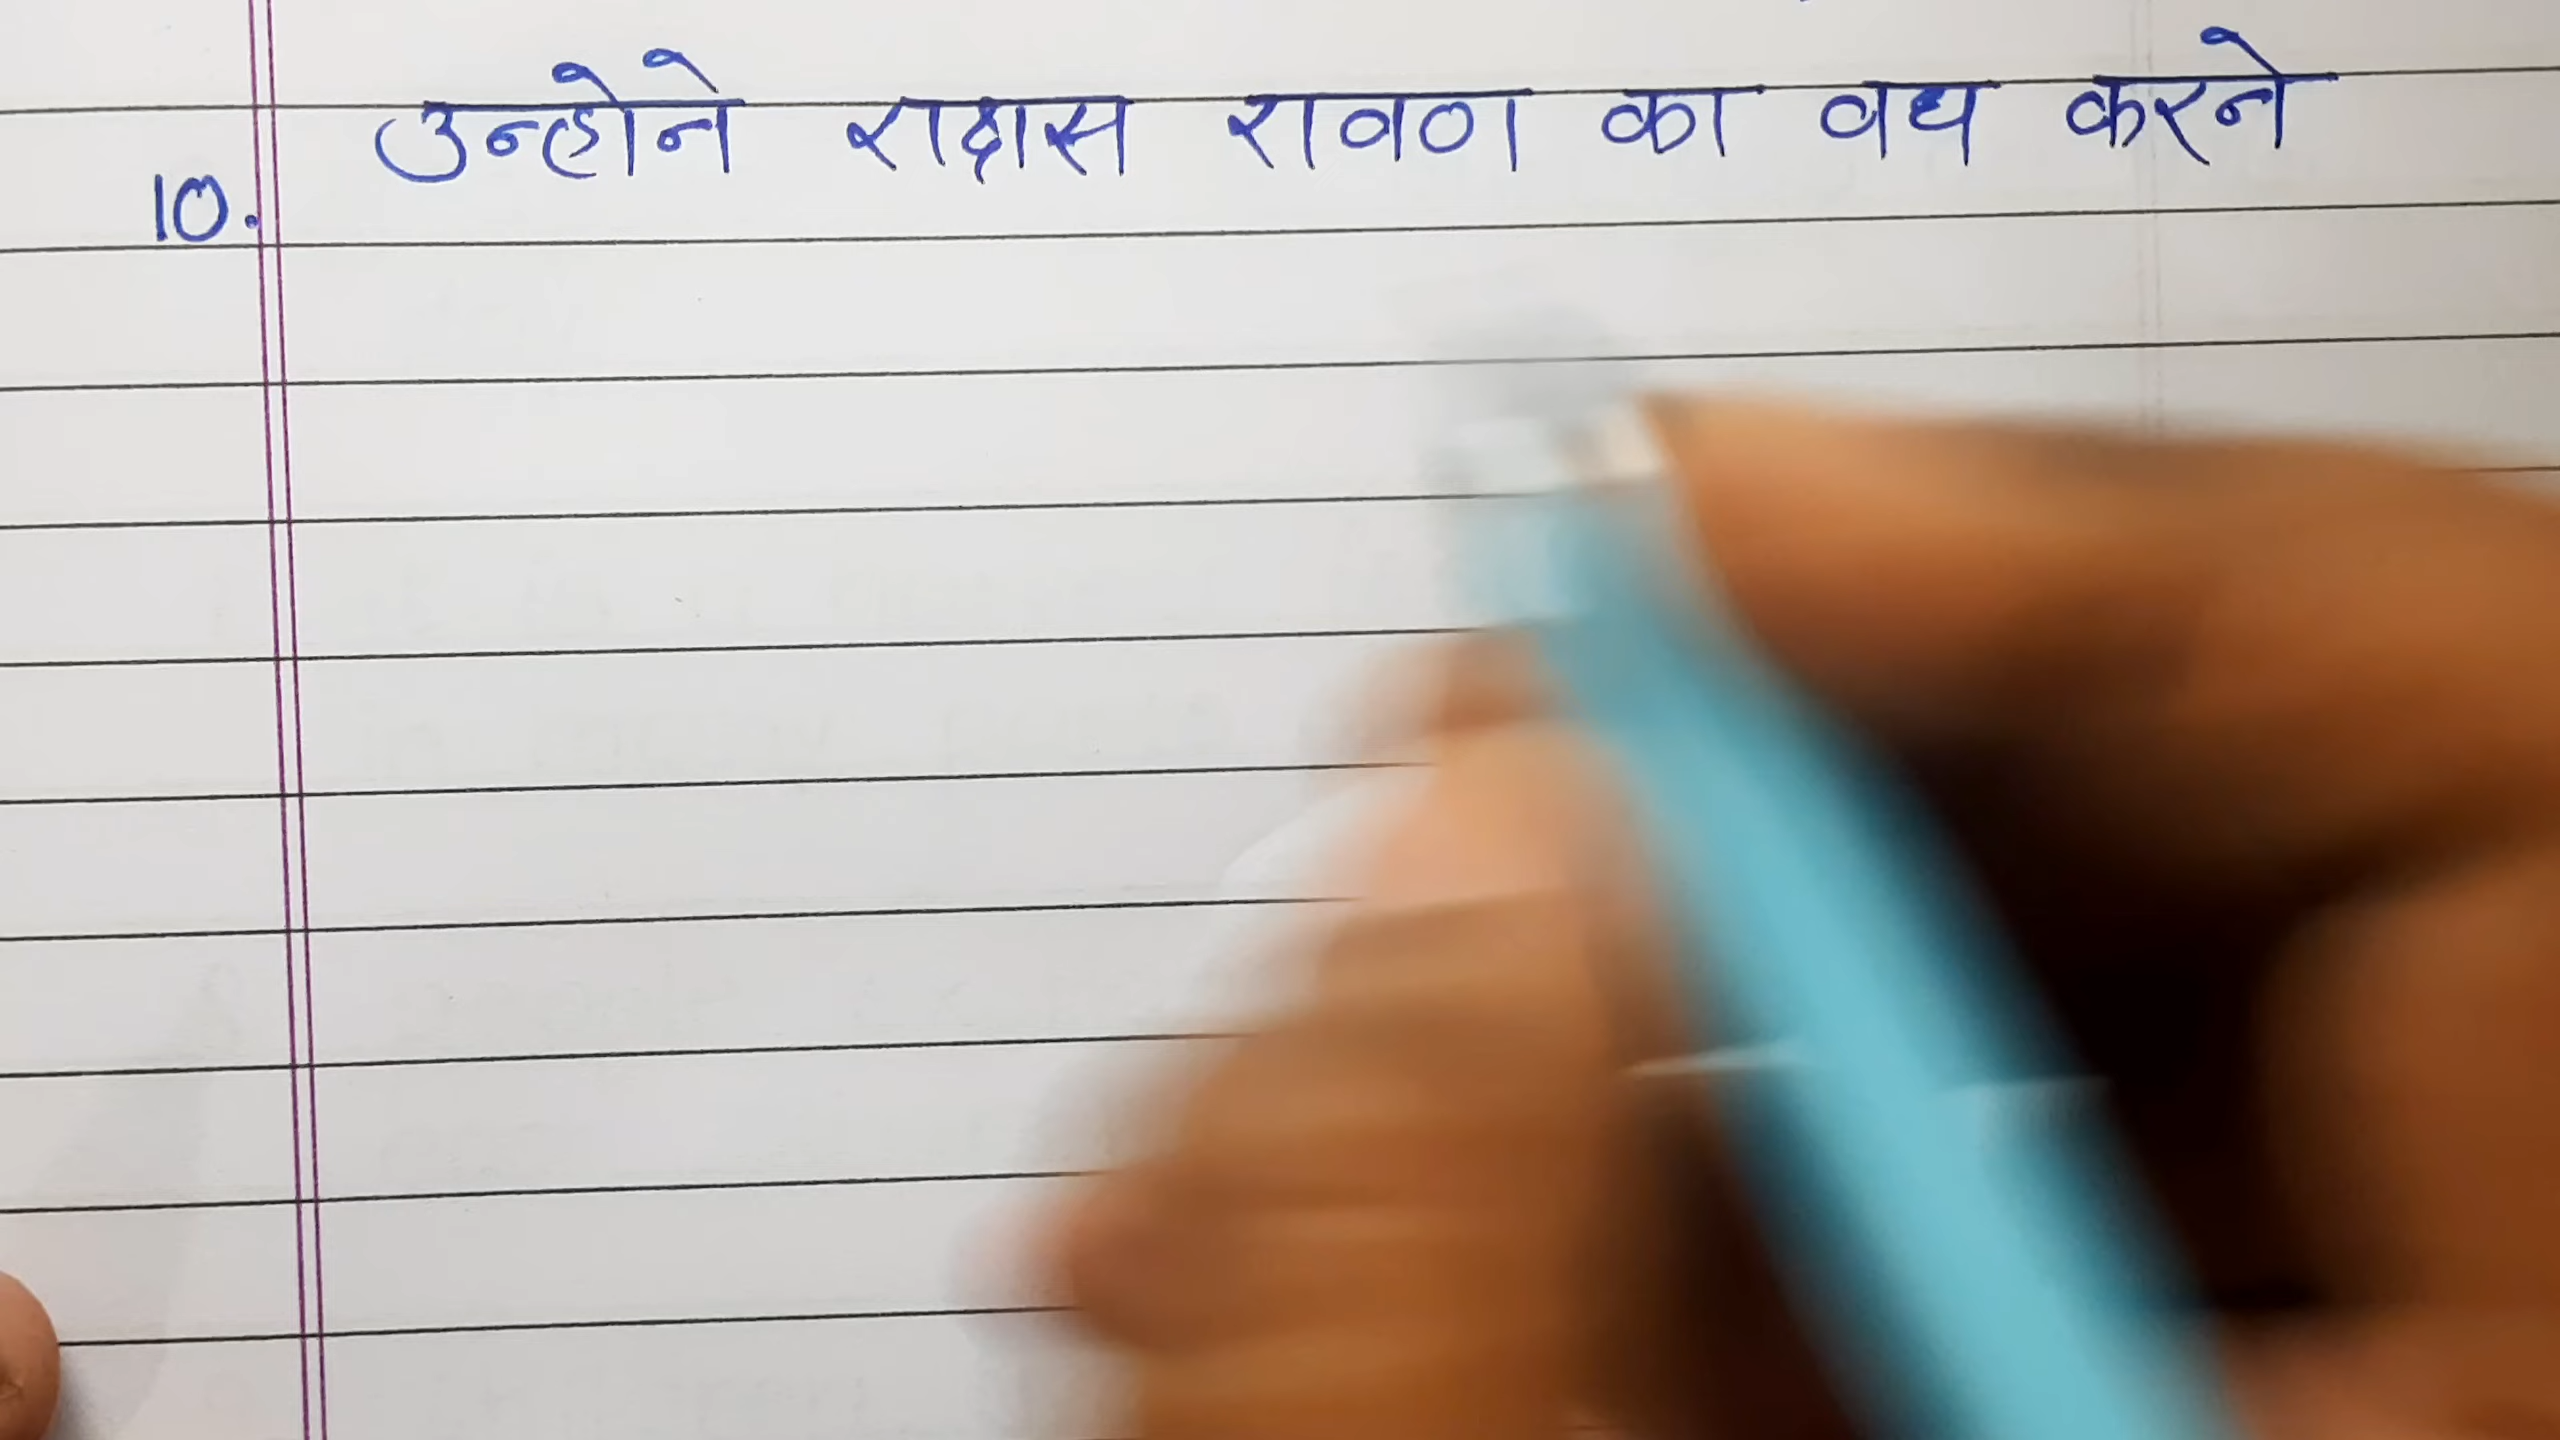 उन्होने राक्षस रावण का वध करने
10.